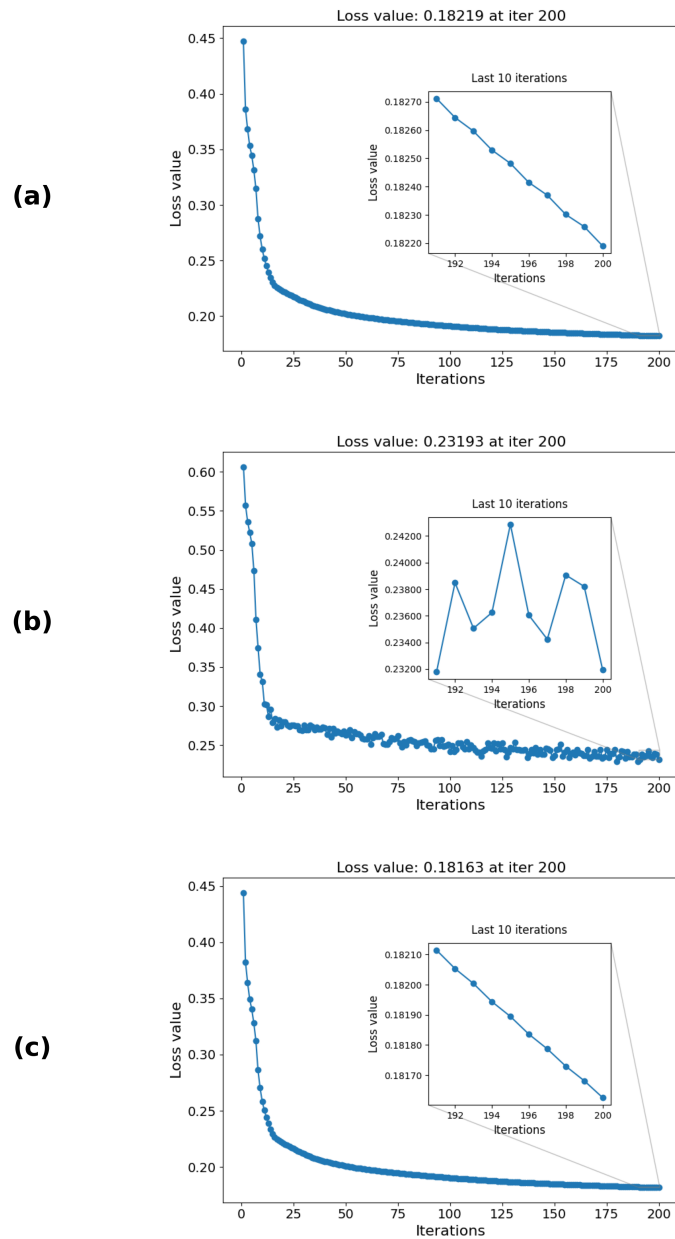 (a)
Loss value: 0.18219 at iter 200
Loss value
0.45
0.40
0.35
0.30
0.25
0.20
0 25 50 75 100 125 150 175 200
Iterations
Last 10 iterations
Loss value
0.18270
0.18260
0.18250
0.18240
0.18230
0.18220
192 194 196 198 200
Iterations
(b)
Loss value: 0.23193 at iter 200
Loss value
0.60
0.55
0.50
0.45
0.40
0.35
0.30
0.25
0 25 50 75 100 125 150 175 200
Iterations
Last 10 iterations
Loss value
0.24200
0.24000
0.23800
0.23600
0.23400
0.23200
192 194 196 198 200
Iterations
(c)
Loss value: 0.18163 at iter 200
Loss value
0.45
0.40
0.35
0.30
0.25
0.20
0 25 50 75 100 125 150 175 200
Iterations
Last 10 iterations
Loss value
0.18210
0.18200
0.18190
0.18180
0.18170
192 194 196 198 200
Iterations